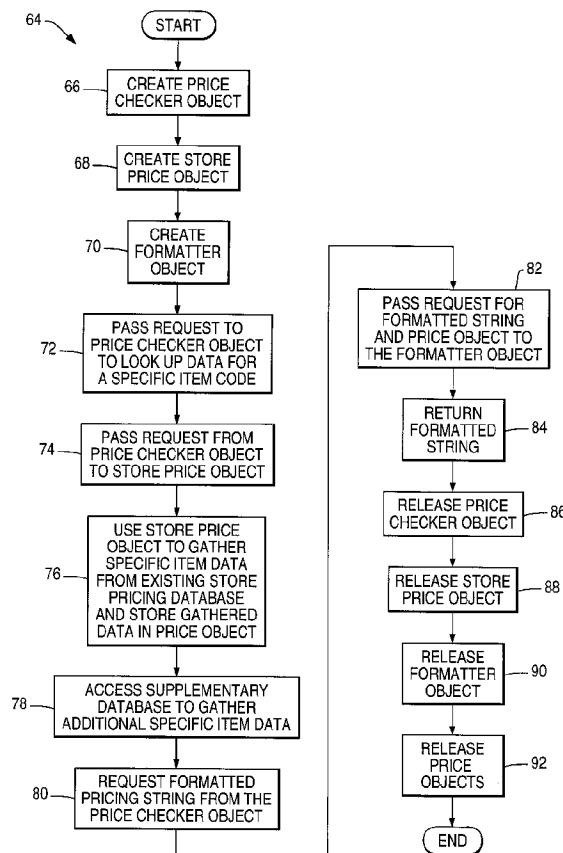 64
START
66
CREATE PRICE
CHECKER OBJECT
68
CREATE STORE
PRICE OBJECT
70
CREATE
FORMATTER
OBJECT
72
PASS REQUEST TO
PRICE CHECKER OBJECT
TO LOOK UP DATA FOR
A SPECIFIC ITEM CODE
74
PASS REQUEST FROM
PRICE CHECKER OBJECT
TO STORE PRICE OBJECT
76
USE STORE PRICE
OBJECT TO GATHER
SPECIFIC ITEM DATA
FROM EXISTING STORE
PRICING DATABASE
AND STORE GATHERED
DATA IN PRICE OBJECT
78
ACCESS SUPPLEMENTARY
DATABASE TO GATHER
ADDITIONAL SPECIFIC ITEM DATA
80
REQUEST FORMATTED
PRICING STRING FROM THE
PRICE CHECKER OBJECT
82
PASS REQUEST FOR
FORMATTED STRING
AND PRICE OBJECT TO
THE FORMATTER OBJECT
84
RETURN
FORMATTED
STRING
86
RELEASE PRICE
CHECKER OBJECT
88
RELEASE STORE
PRICE OBJECT
90
RELEASE
FORMATTER
OBJECT
92
RELEASE
PRICE
OBJECTS
END